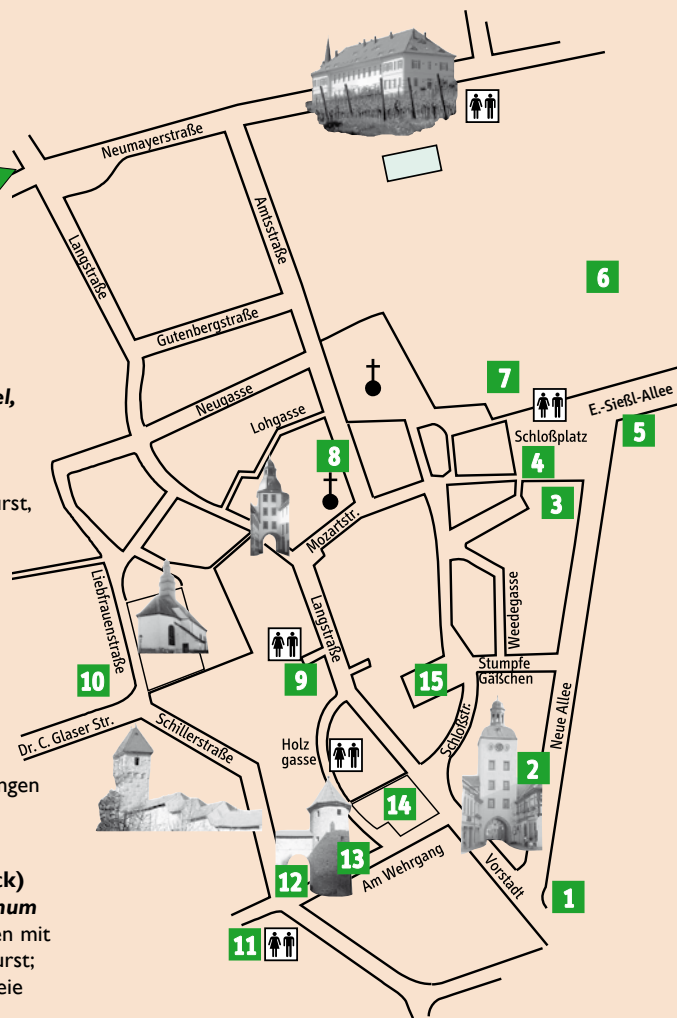 Neumayerstraße
Amtsstraße
Langstraße
6
Gutenbergstraße
7
el,
Neugasse
E.-Sießl-Allee
Lohgasse
5
Schloßplatz
8
4
3
rst,
Mozartstr.
Liebfrauenstraße
Langstraße
Weedegasse
Stumpfe
Gäßchen
9
10
15
Neue Allee
Schloßstr.
Dr. C. Glaser Str.
Schillerstraße
Holz
gasse
2
ngen
14
13
Am Wehrgang
Vorstadt
12
ck)
1
num
en mit
11
urst;
eie